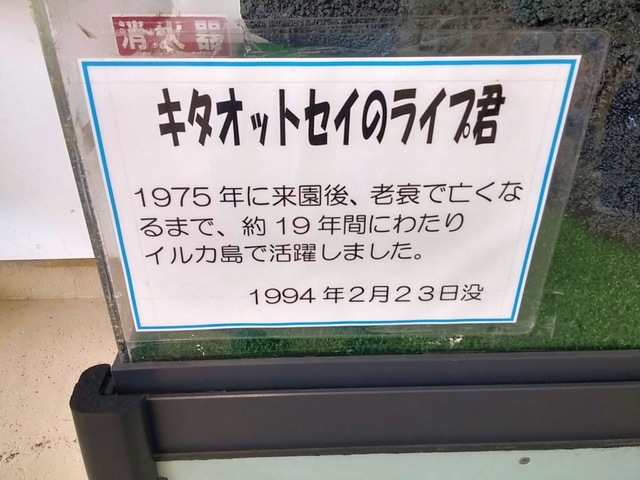 消火器
キタオットセイのライプ君
1975年に来園後、老衰で亡くな
るまで、約19年間にわたり
イルカ島で活躍しました。
1994年2月23日没